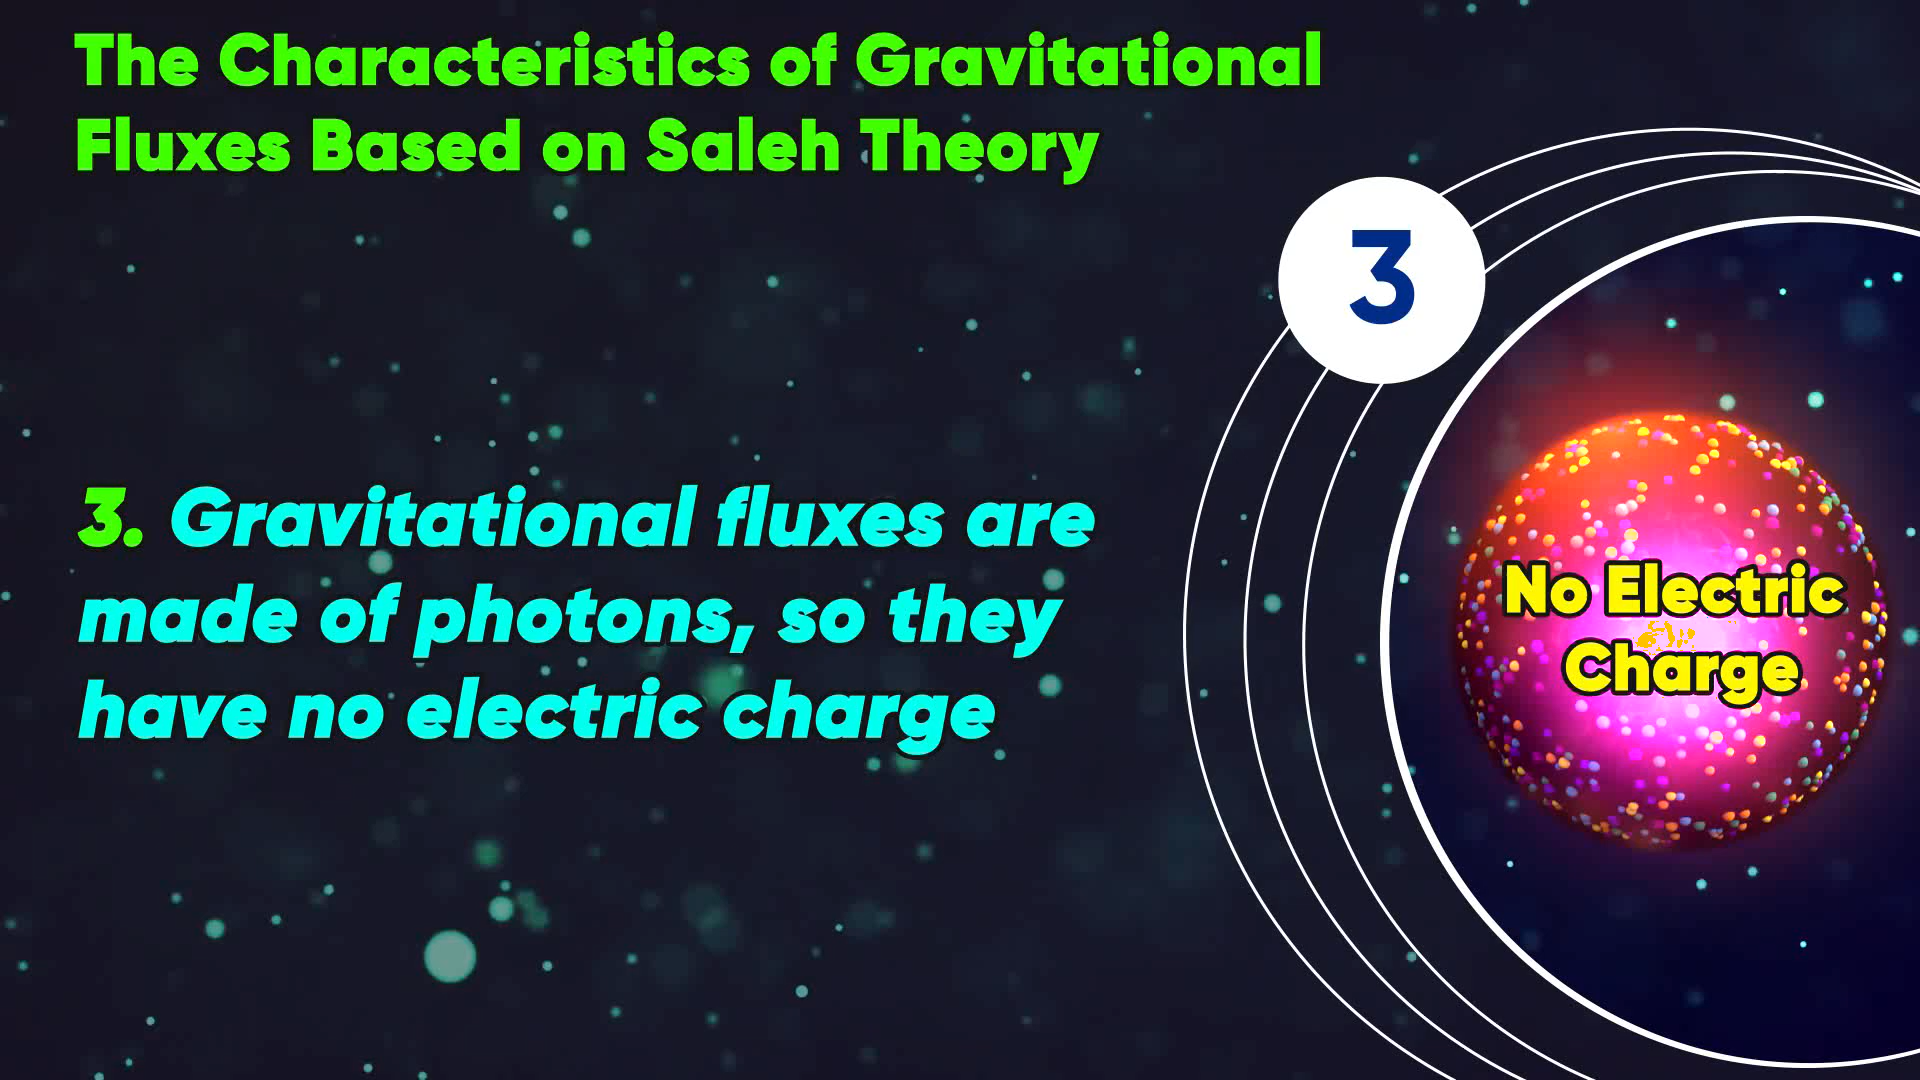 The Characteristics of Gravitational
Fluxes Based on Saleh Theory
3
3. Gravitational fluxes are
made of photons, so they
have no electric charge
No Electric
Charge